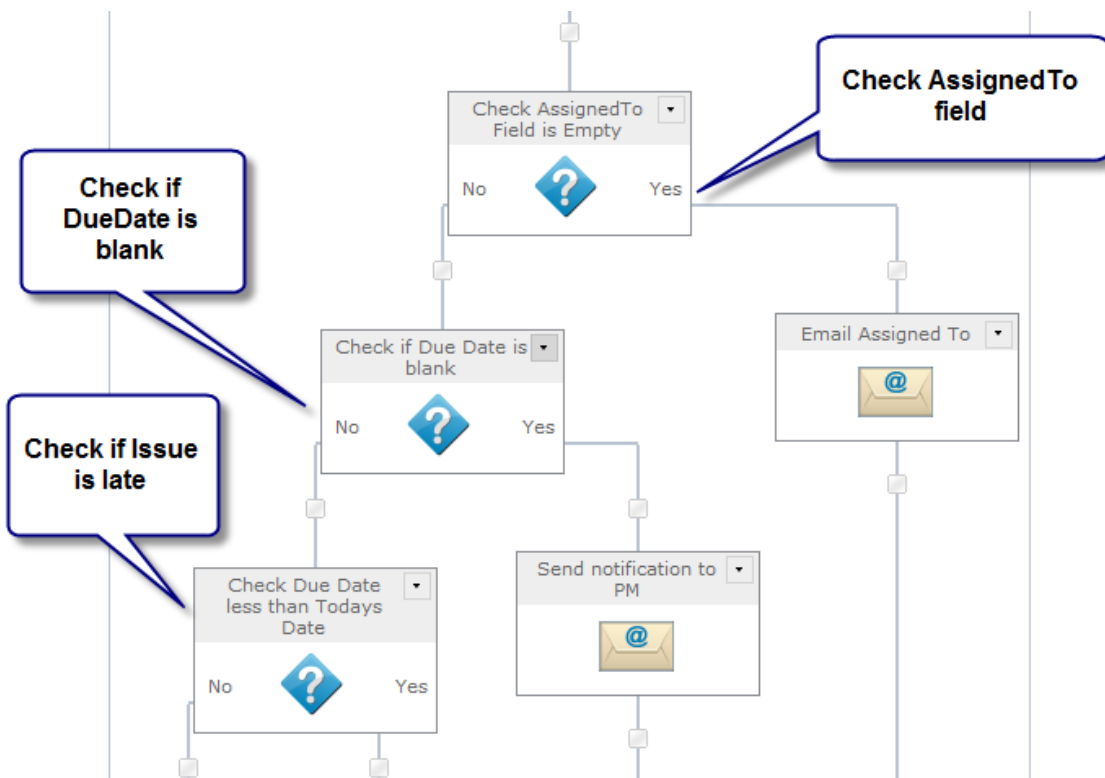 Check AssignedTo
field
Check AssignedTo
Field is Empty
No
Yes
Check if
DueDate is
blank
Check if Due Date is
blank
No
Yes
Email Assigned To
@
Check if Issue
is late
Check Due Date
less than Todays
Date
No
Yes
Send notification to
PM
@